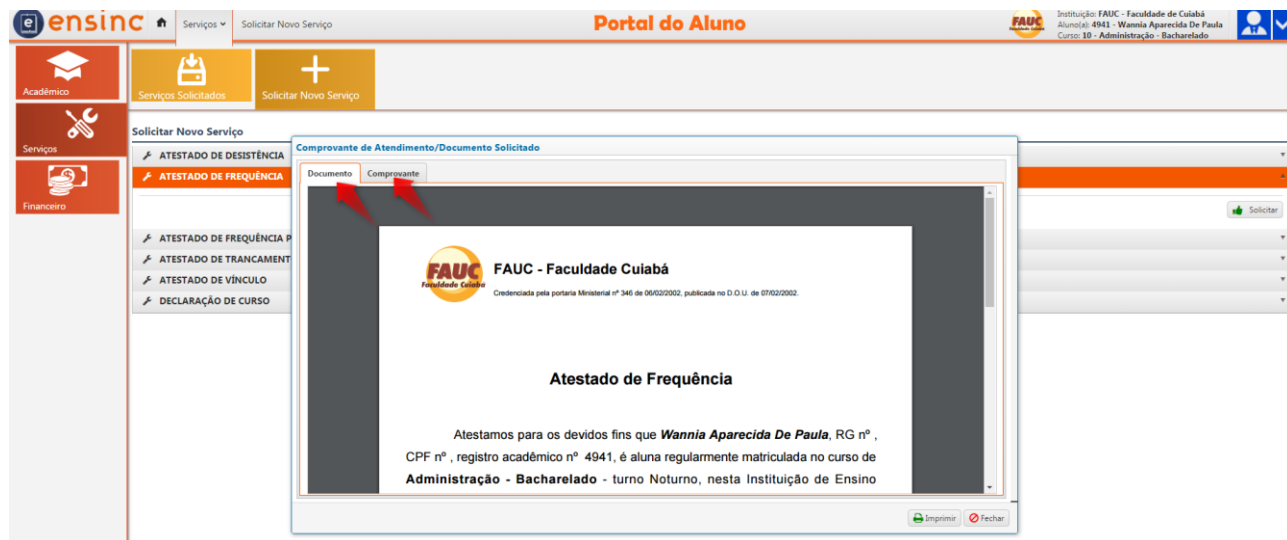 ensinc
Serviços
Solicitar Novo Serviço
Portal do Aluno
FAUC
Faculdade Cuiabá
Instituição: FAUC - Faculdade de Cuiabá
Aluno(a): 4941 - Wannia Aparecida De Paula
Curso: 10 - Administração - Bacharelado
Acadêmico
Serviços
Financeiro
Serviços Solicitados
Solicitar Novo Serviço
Solicitar Novo Serviço
ATESTADO DE DESISTÊNCIA
ATESTADO DE FREQUÊNCIA
Solicitar
ATESTADO DE FREQUÊNCIA P
ATESTADO DE TRANCAMENT
ATESTADO DE VÍNCULO
DECLARAÇÃO DE CURSO
Comprovante de Atendimento/Documento Solicitado
Documento Comprovante
FAUC
Faculdade Cuiabá
FAUC - Faculdade Cuiabá
Credenciada pela portaria Ministerial nº 346 de 06/02/2002, publicada no D.O.U. de 07/02/2002.
Atestado de Frequência
Atestamos para os devidos fins que Wannia Aparecida De Paula, RG nº ,
CPF nº , registro acadêmico nº 4941, é aluna regularmente matriculada no curso de
Administração - Bacharelado - turno Noturno, nesta Instituição de Ensino
Imprimir Fechar